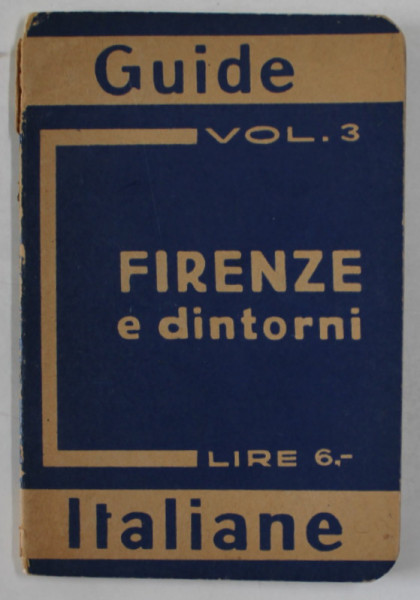 Guide
VOL. 3
FIRENZE
e dintorni
LIRE 6,-
Italiane